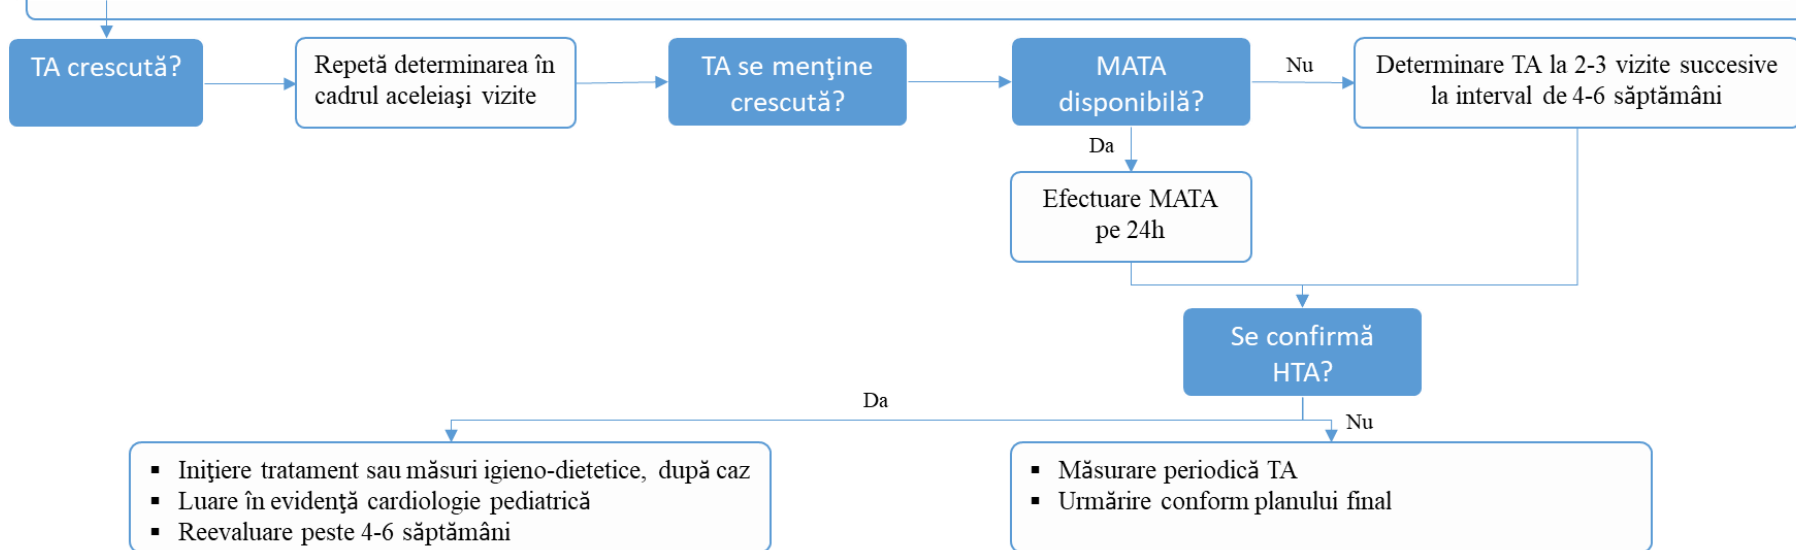 TA crescută?
Repetă determinarea în
cadrul aceleiaşi vizite
TA se menţine
crescută?
MATA
disponibilă?
Nu
Determinare TA la 2-3 vizite succesive
la interval de 4-6 săptămâni
Da
Efectuare MATA
pe 24h
Se confirmă
HTA?
Da
Nu
▪ Iniţiere tratament sau măsuri igieno-dietetice, după caz
▪ Luare în evidenţă cardiologie pediatrică
▪ Reevaluare peste 4-6 săptămâni
▪ Măsurare periodică TA
▪ Urmărire conform planului final